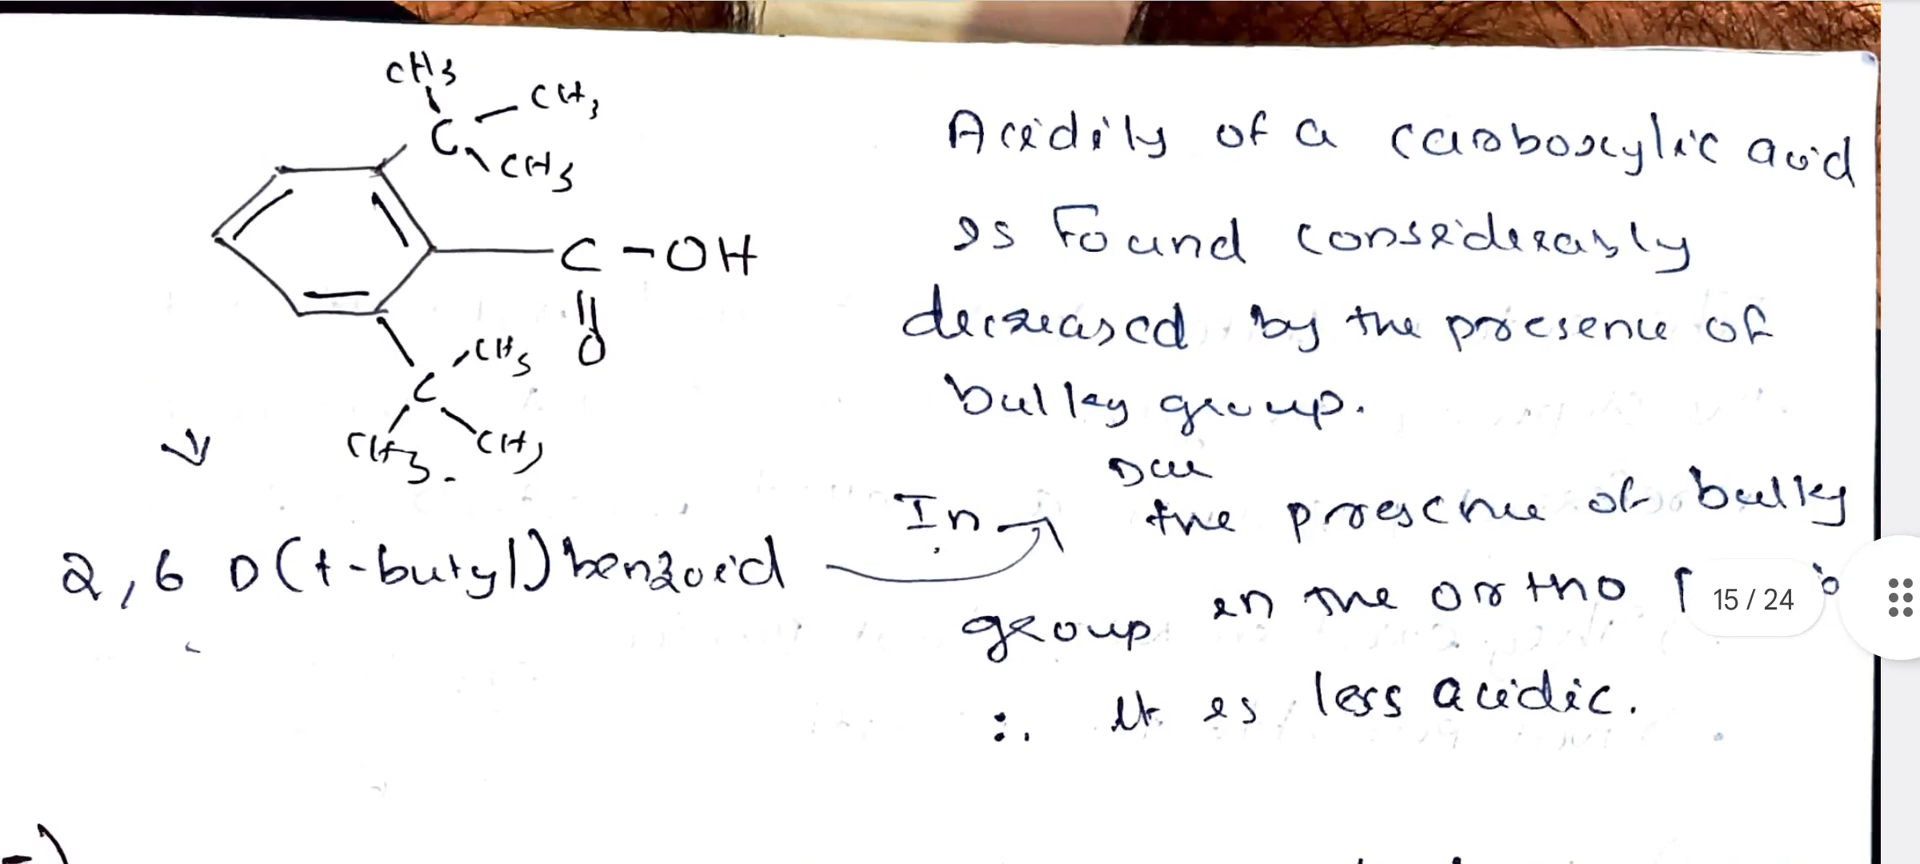 CH3
CH3
C
CH3
C - OH
O
CH3
C
CH3
CH3
2,6 D(t-butyl) benzoid
Acidity of a carboxylic acid
is Found considerably
decreased by the presence of
bulky group.
Due
In the presence of bulky
group in the ortho
15 / 24
∴ It is less acidic.